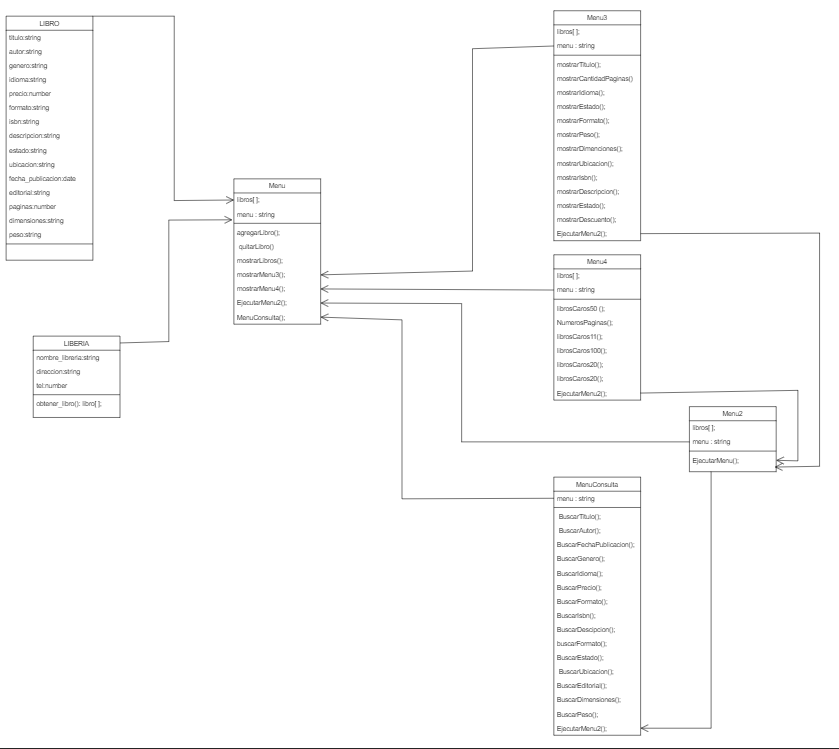 LIBRO
titulo:string
autor:string
genero:string
idioma:string
precio:number
formato:string
isbn:string
descripcion:string
estado:string
ubicacion:string
fecha_publicacion:date
editorial:string
paginas:number
dimensiones:string
peso:string
LIBERIA
nombre_libreria:string
direccion:string
tel:number
obtener_libro(): libro[ ];
Menu
libros[ ];
menu : string
agregarLibro();
quitarLibro()
mostrarLibros();
mostrarMenu3();
mostrarMenu4();
EjecutarMenu2();
MenuConsulta();
Menu3
libros[ ];
menu : string
mostrarTitulo();
mostrarCantidadPaginas()
mostrarIdioma();
mostrarEstado();
mostrarFormato();
mostrarPeso();
mostrarDimenciones();
mostrarUbicacion();
mostrarIsbn();
mostrarDescripcion();
mostrarEstado();
mostrarDescuento();
EjecutarMenu2();
Menu4
libros[ ];
menu : string
librosCaros50 ();
NumerosPaginas();
librosCaros11();
librosCaros100();
librosCaros20();
librosCaros20();
EjecutarMenu2();
Menu2
libros[ ];
menu : string
EjecutarMenu();
MenuConsulta
menu : string
BuscarTitulo();
BuscarAutor();
BuscarFechaPublicacion();
BuscarGenero();
BuscarIdioma();
BuscarPrecio();
BuscarFormato();
BuscarIsbn();
BuscarDescipcion();
buscarFormato();
BuscarEstado();
BuscarUbicacion();
BuscarEditorial();
BuscarDimensiones();
BuscarPeso();
EjecutarMenu2();